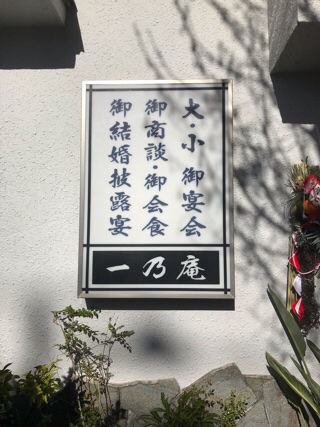 大・小 御宴会
御商談・御会食
御結婚披露宴
一乃庵